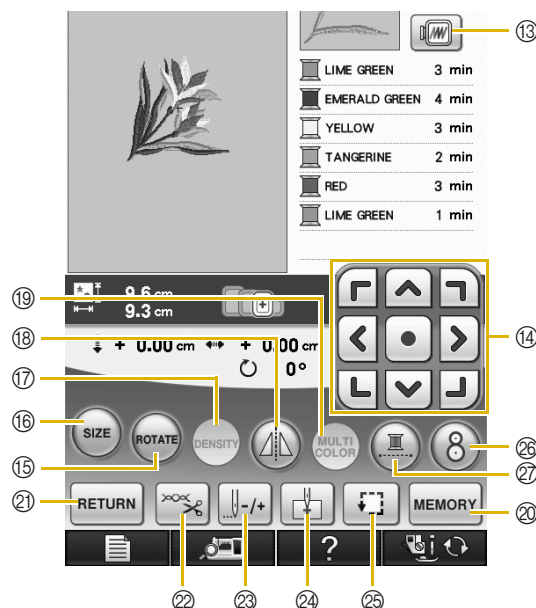 ⑬
LIME GREEN 3 min
EMERALD GREEN 4 min
YELLOW 3 min
TANGERINE 2 min
RED 3 min
LIME GREEN 1 min
⑭
9.6 cm
9.3 cm
⑲
⑱
⑰
+ 0.00 cm + 0.00 cm
0°
⑯
SIZE
ROTATE
DENSITY
MULTI
COLOR
8
㉖
⑮
㉗
㉑
RETURN
-/+
MEMORY
⑳
?
㉒
㉓
㉔
㉕